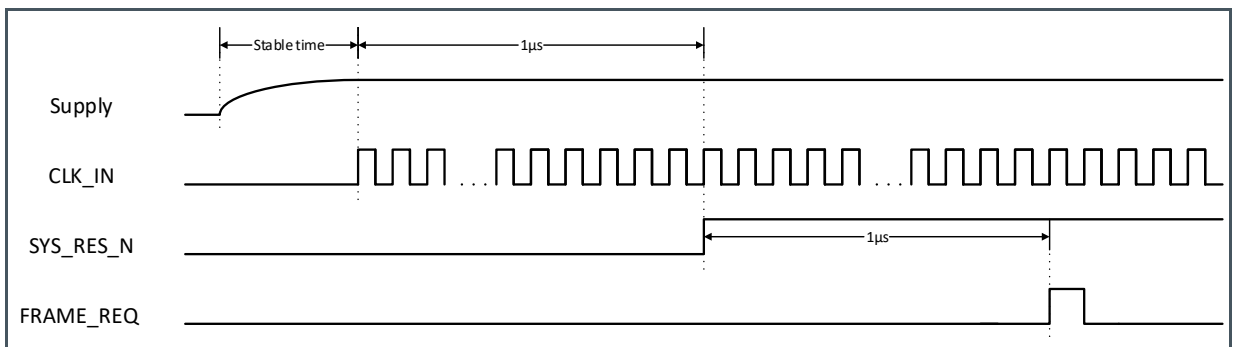 Stable time
1µs
Supply
CLK_IN
. . .
. . .
SYS_RES_N
1µs
FRAME_REQ